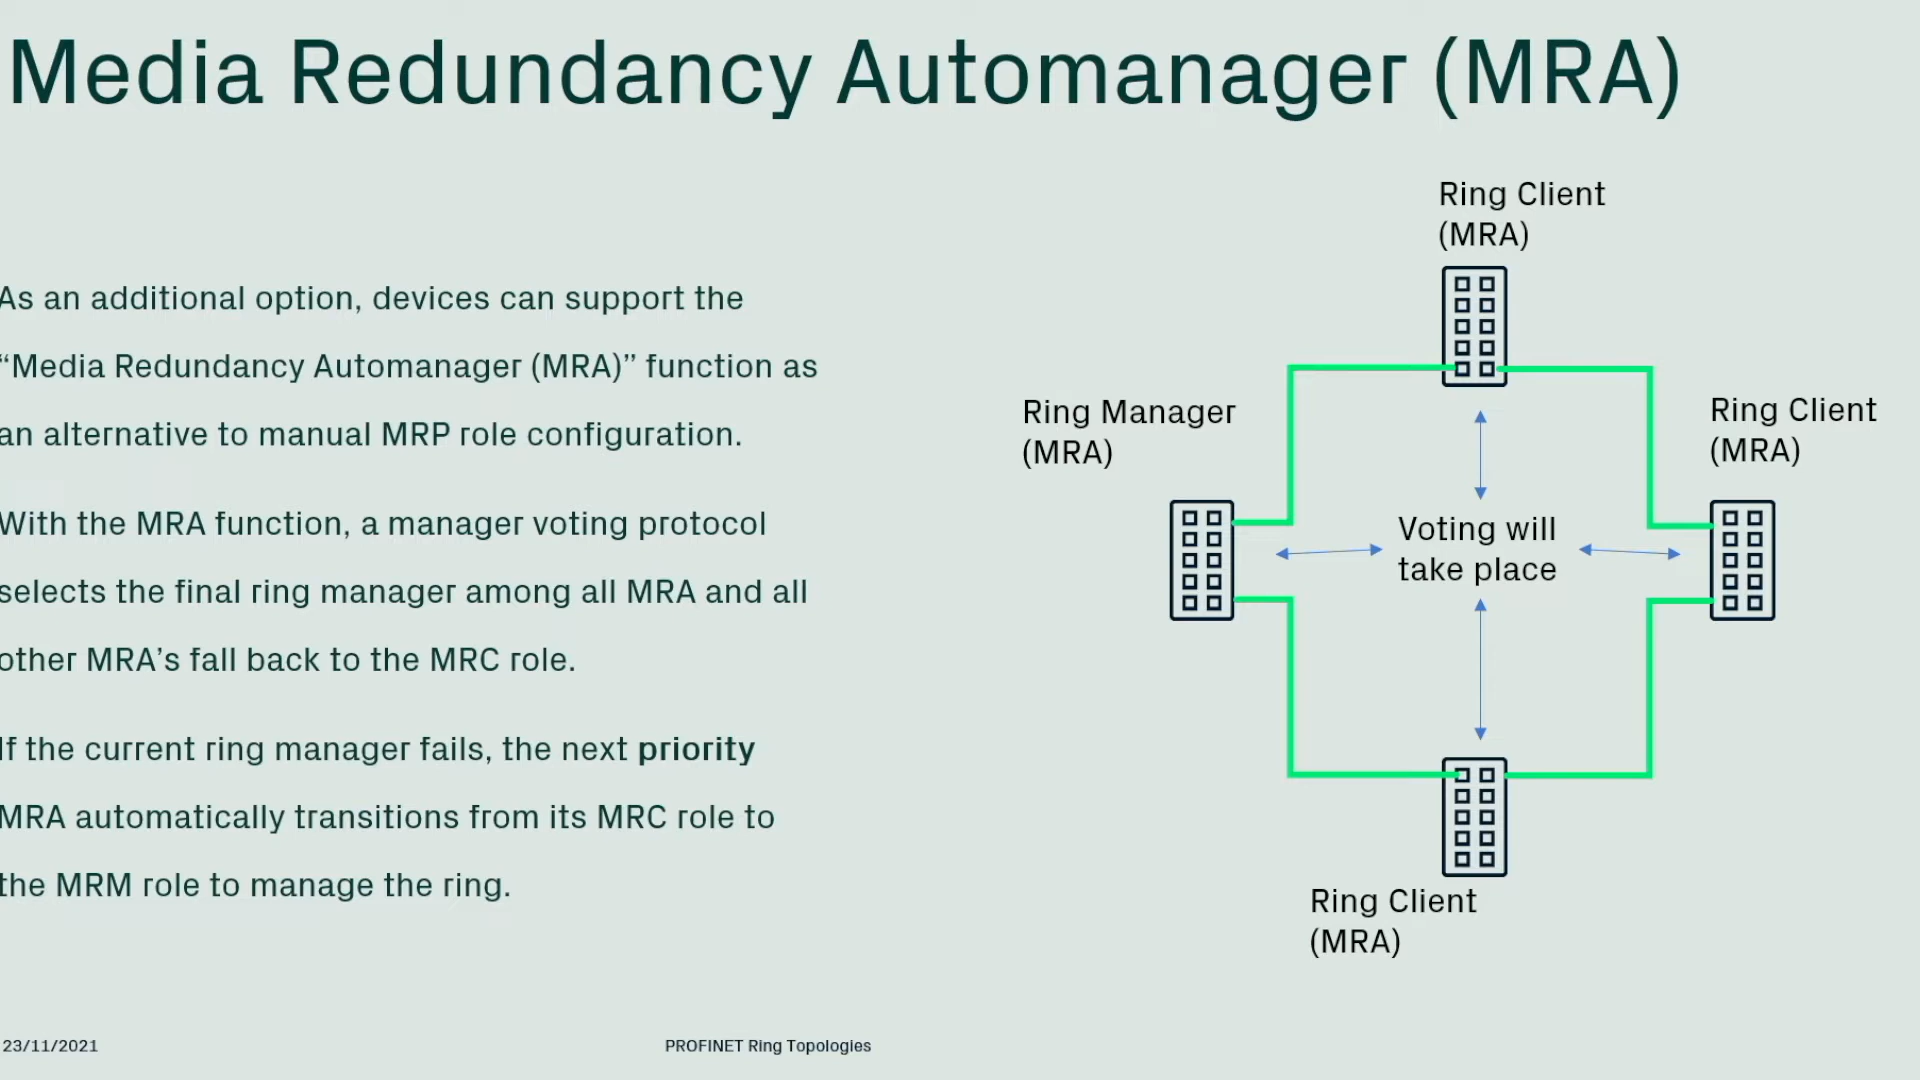 Media Redundancy Automanager (MRA)
As an additional option, devices can support the
“Media Redundancy Automanager (MRA)” function as
an alternative to manual MRP role configuration.
With the MRA function, a manager voting protocol
selects the final ring manager among all MRA and all
other MRA’s fall back to the MRC role.
If the current ring manager fails, the next priority
MRA automatically transitions from its MRC role to
the MRM role to manage the ring.
Ring Client
(MRA)
Ring Manager
(MRA)
Ring Client
(MRA)
Voting will
take place
Ring Client
(MRA)
23/11/2021
PROFINET Ring Topologies